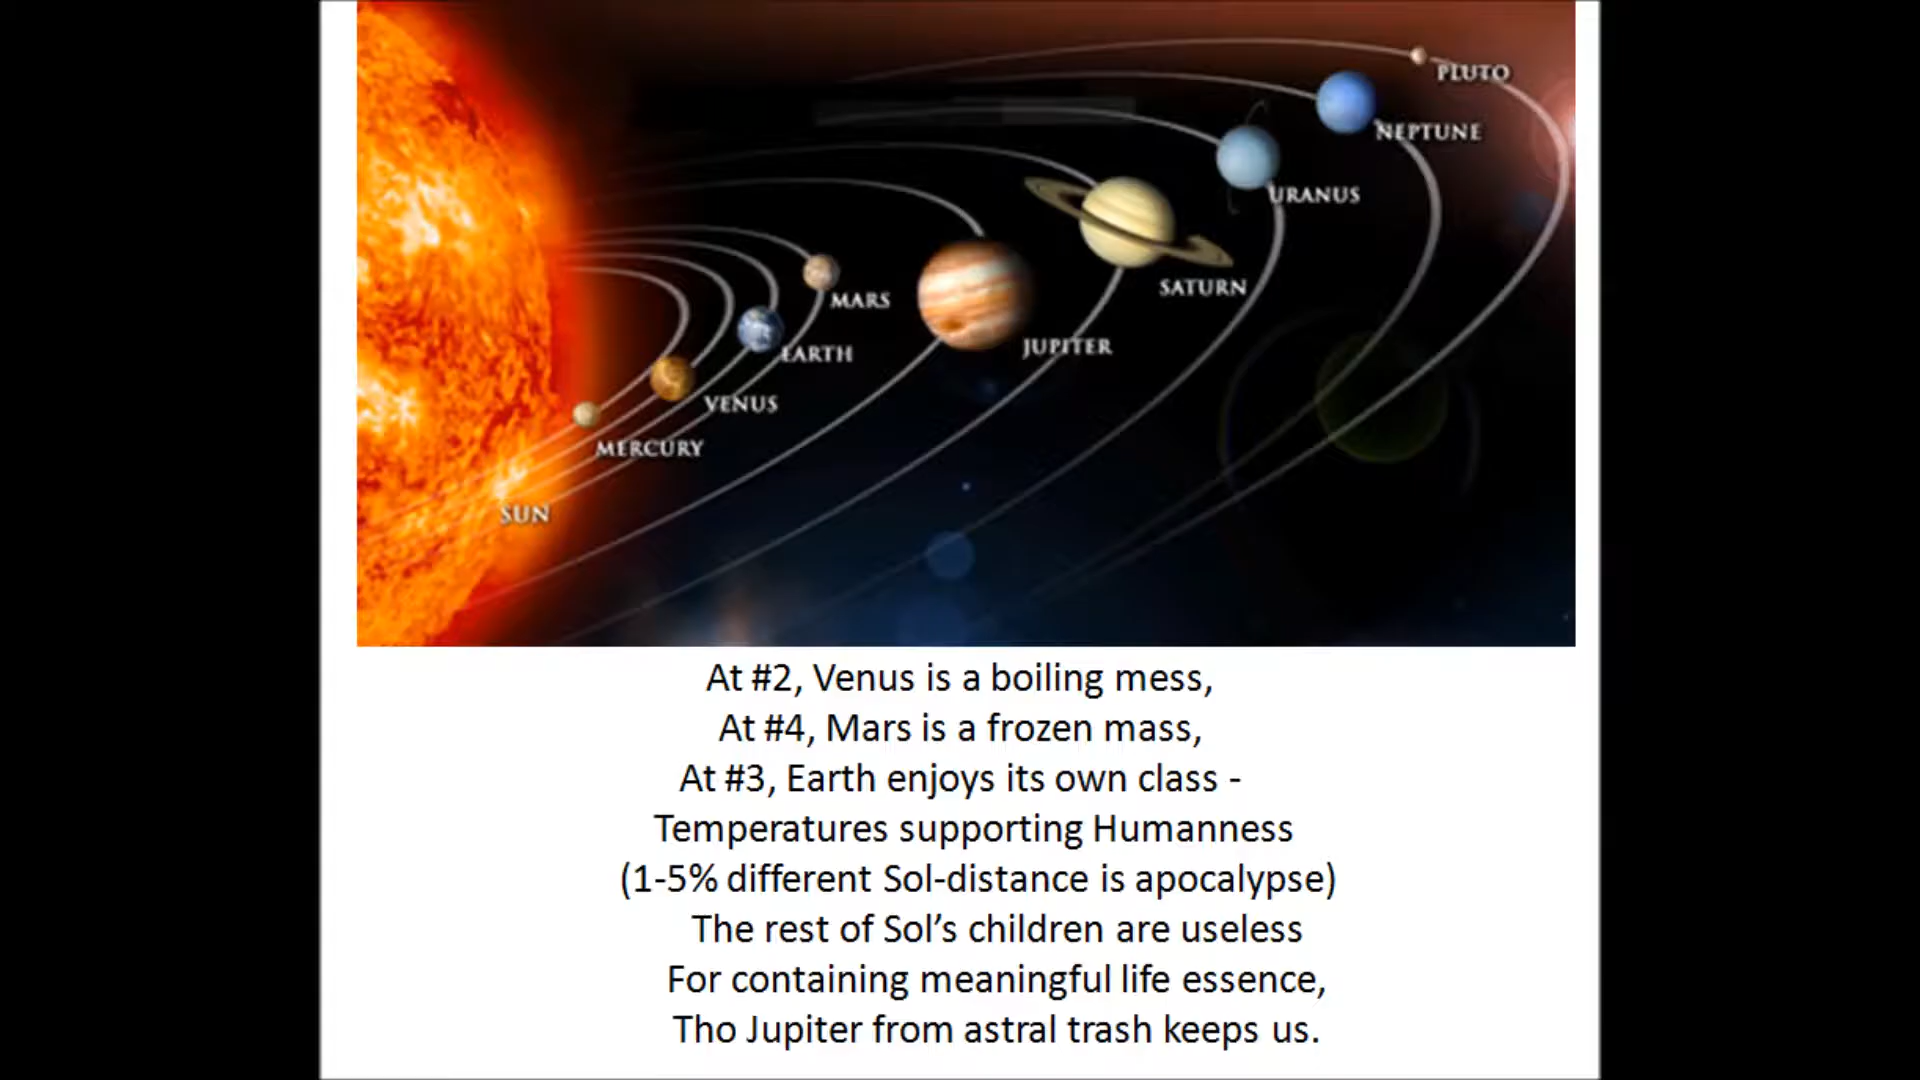 PLUTO
NEPTUNE
URANUS
SATURN
MARS
JUPITER
EARTH
VENUS
MERCURY
SUN
At #2, Venus is a boiling mess,
At #4, Mars is a frozen mass,
At #3, Earth enjoys its own class -
Temperatures supporting Humanness
(1-5% different Sol-distance is apocalypse)
The rest of Sol’s children are useless
For containing meaningful life essence,
Tho Jupiter from astral trash keeps us.